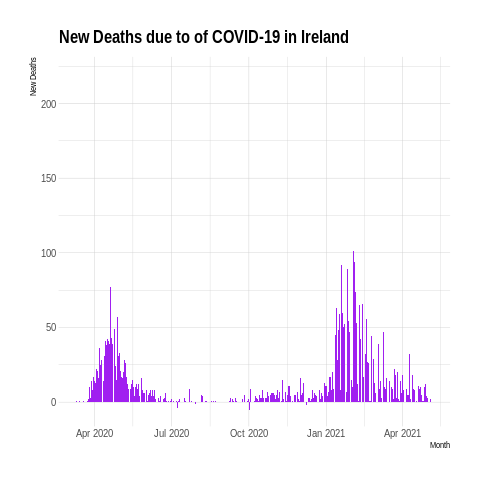 New Deaths due to of COVID-19 in Ireland
New Deaths
200
150
100
50
0
Apr 2020 Jul 2020 Oct 2020 Jan 2021 Apr 2021
Month